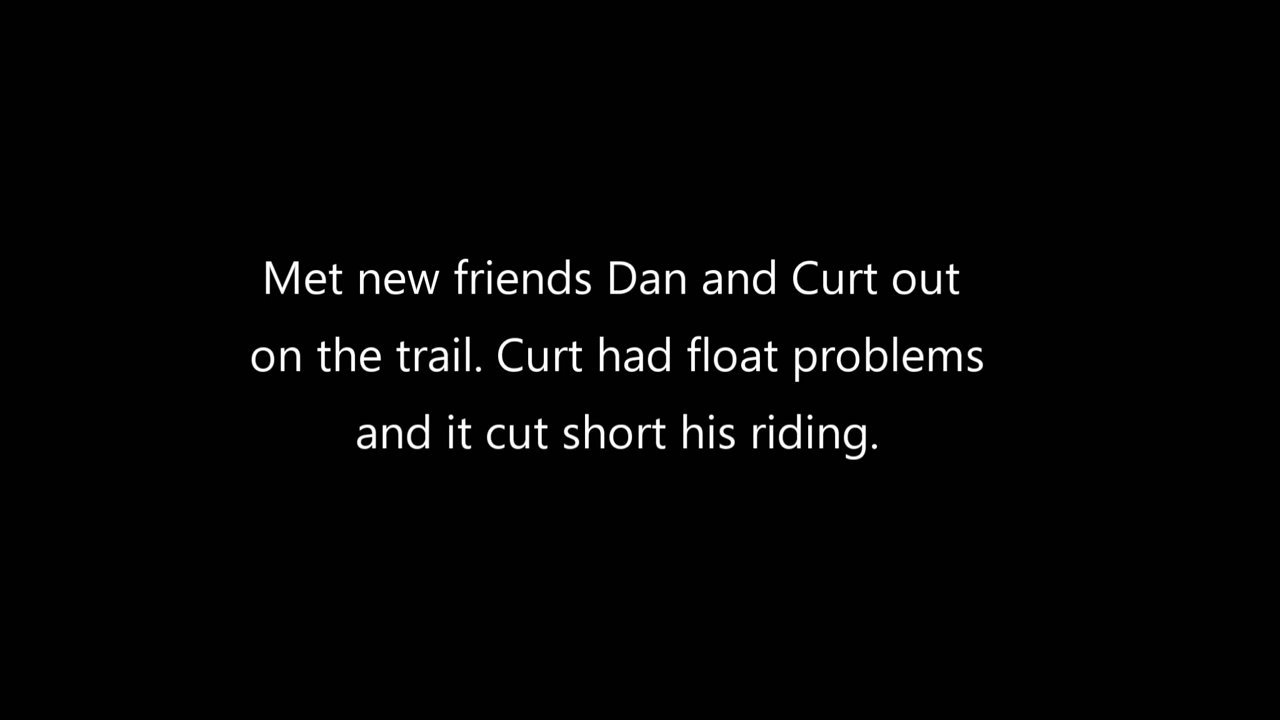 Met new friends Dan and Curt out
on the trail. Curt had float problems
and it cut short his riding.